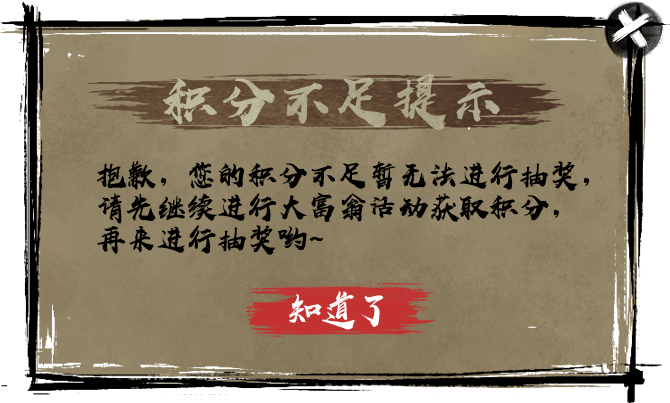 积分不足提示
抱歉，您的积分不足暂无法进行抽奖，
请先继续进行大富翁活动获取积分，
再来进行抽奖哟~
知道了